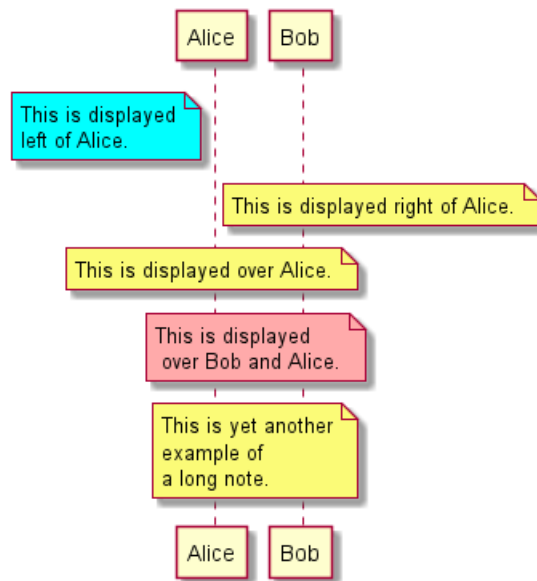 Alice Bob
This is displayed
left of Alice.
This is displayed right of Alice.
This is displayed over Alice.
This is displayed
over Bob and Alice.
This is yet another
example of
a long note.
Alice Bob